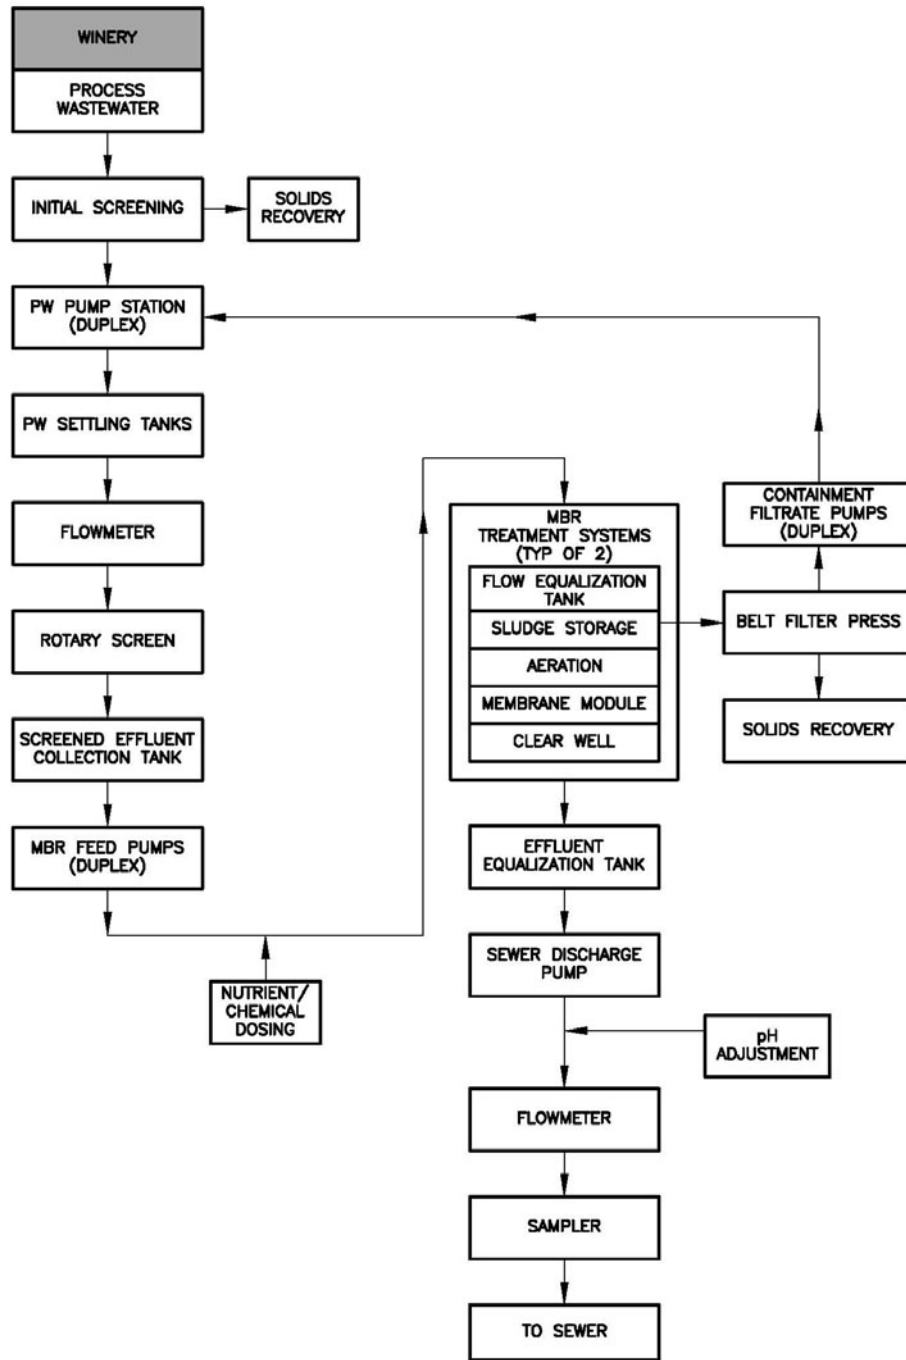 WINERY
PROCESS
WASTEWATER
INITIAL SCREENING
SOLIDS
RECOVERY
PW PUMP STATION
(DUPLEX)
PW SETTLING TANKS
FLOWMETER
ROTARY SCREEN
SCREENED EFFLUENT
COLLECTION TANK
MBR FEED PUMPS
(DUPLEX)
NUTRIENT/
CHEMICAL
DOSING
MBR
TREATMENT SYSTEMS
(TYP OF 2)
FLOW EQUALIZATION
TANK
SLUDGE STORAGE
AERATION
MEMBRANE MODULE
CLEAR WELL
CONTAINMENT
FILTRATE PUMPS
(DUPLEX)
BELT FILTER PRESS
SOLIDS RECOVERY
EFFLUENT
EQUALIZATION TANK
SEWER DISCHARGE
PUMP
pH
ADJUSTMENT
FLOWMETER
SAMPLER
TO SEWER